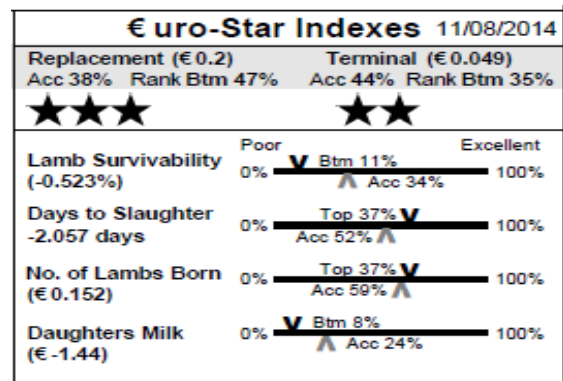 € uro-Star Indexes 11/08/2014
Replacement (€0.2) Terminal (€0.049)
Acc 38% Rank Btm 47% Acc 44% Rank Btm 35%
Poor Excellent
Lamb Survivability (-0.523%) 0% Btm 11% Acc 34% 100%
Days to Slaughter -2.057 days 0% Top 37% Acc 52% 100%
No. of Lambs Born (€0.152) 0% Top 37% Acc 59% 100%
Daughters Milk (€-1.44) 0% Btm 8% Acc 24% 100%